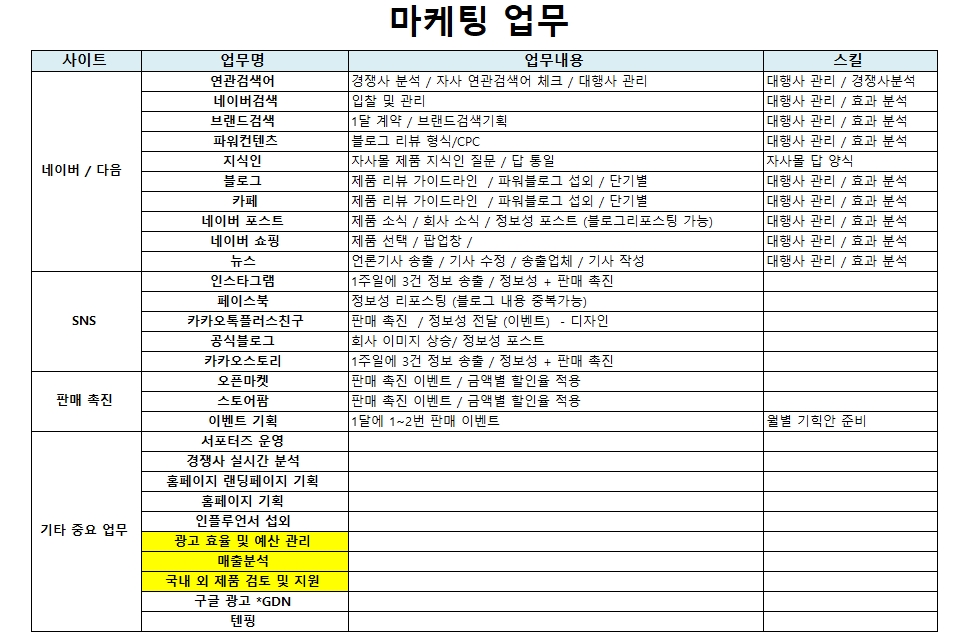 마케팅 업무
사이트 업무명 업무내용 스킬
연관검색어 경쟁사 분석 / 자사 연관검색어 체크 / 대행사 관리 대행사 관리 / 경쟁사분석
네이버검색 입찰 및 관리 대행사 관리 / 효과 분석
브랜드검색 1달 계약 / 브랜드검색기획 대행사 관리 / 효과 분석
파워컨텐츠 블로그 리뷰 형식/CPC 대행사 관리 / 효과 분석
지식인 자사몰 제품 지식인 질문 / 답 통일 자사몰 답 양식
네이버 / 다음
블로그 제품 리뷰 가이드라인 / 파워블로그 섭외 / 단기별 대행사 관리 / 효과 분석
카페 제품 리뷰 가이드라인 / 파워블로그 섭외 / 단기별 대행사 관리 / 효과 분석
네이버 포스트 제품 소식 / 회사 소식 / 정보성 포스트 (블로그리포스팅 가능) 대행사 관리 / 효과 분석
네이버 쇼핑 제품 선택 / 팝업창 / 대행사 관리 / 효과 분석
뉴스 언론기사 송출 / 기사 수정 / 송출업체 / 기사 작성 대행사 관리 / 효과 분석
인스타그램 1주일에 3건 정보 송출 / 정보성 + 판매 촉진
페이스북 정보성 리포스팅 (블로그 내용 중복가능)
SNS 카카오톡플러스친구 판매 촉진 / 정보성 전달 (이벤트) - 디자인
공식블로그 회사 이미지 상승/ 정보성 포스트
카카오스토리 1주일에 3건 정보 송출 / 정보성 + 판매 촉진
오픈마켓 판매 촉진 이벤트 / 금액별 할인율 적용
판매 촉진 스토어팜 판매 촉진 이벤트 / 금액별 할인율 적용
이벤트 기획 1달에 1~2번 판매 이벤트 월별 기획안 준비
서포터즈 운영
경쟁사 실시간 분석
홈페이지 랜딩페이지 기획
홈페이지 기획
인플루언서 섭외
기타 중요 업무
광고 효율 및 예산 관리
매출분석
국내 외 제품 검토 및 지원
구글 광고 *GDN
텐핑